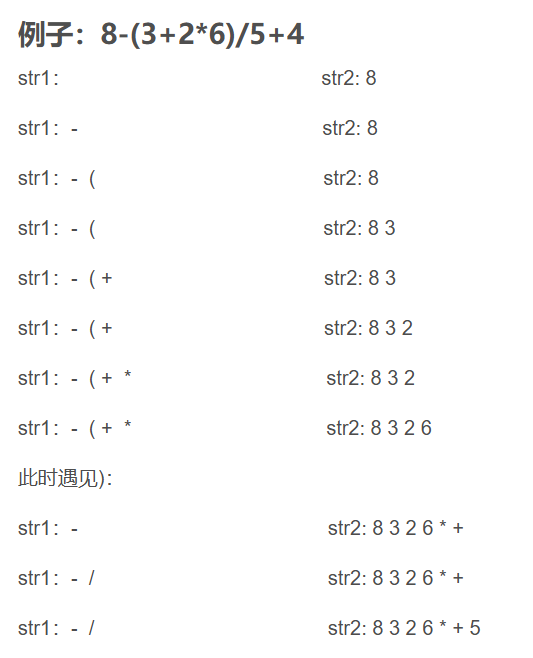 例子：8-(3+2*6)/5+4
str1： str2: 8
str1：- str2: 8
str1：- ( str2: 8
str1：- ( str2: 8 3
str1：- ( + str2: 8 3
str1：- ( + str2: 8 3 2
str1：- ( + * str2: 8 3 2
str1：- ( + * str2: 8 3 2 6
此时遇见)：
str1：- str2: 8 3 2 6 * +
str1：- / str2: 8 3 2 6 * +
str1：- / str2: 8 3 2 6 * + 5